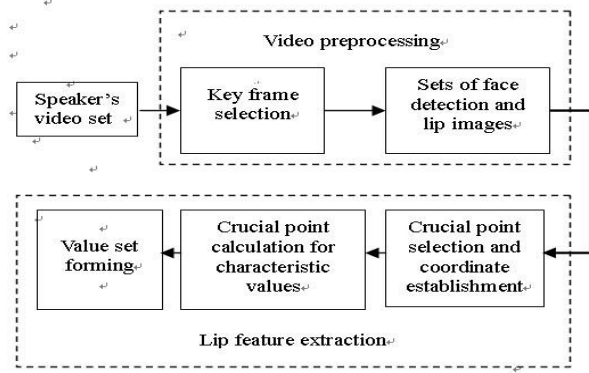 Video preprocessing
Speaker's
video set
Key frame
selection
Sets of face
detection and
lip images
Value set
forming
Crucial point
calculation for
characteristic
values
Crucial point
selection and
coordinate
establishment
Lip feature extraction